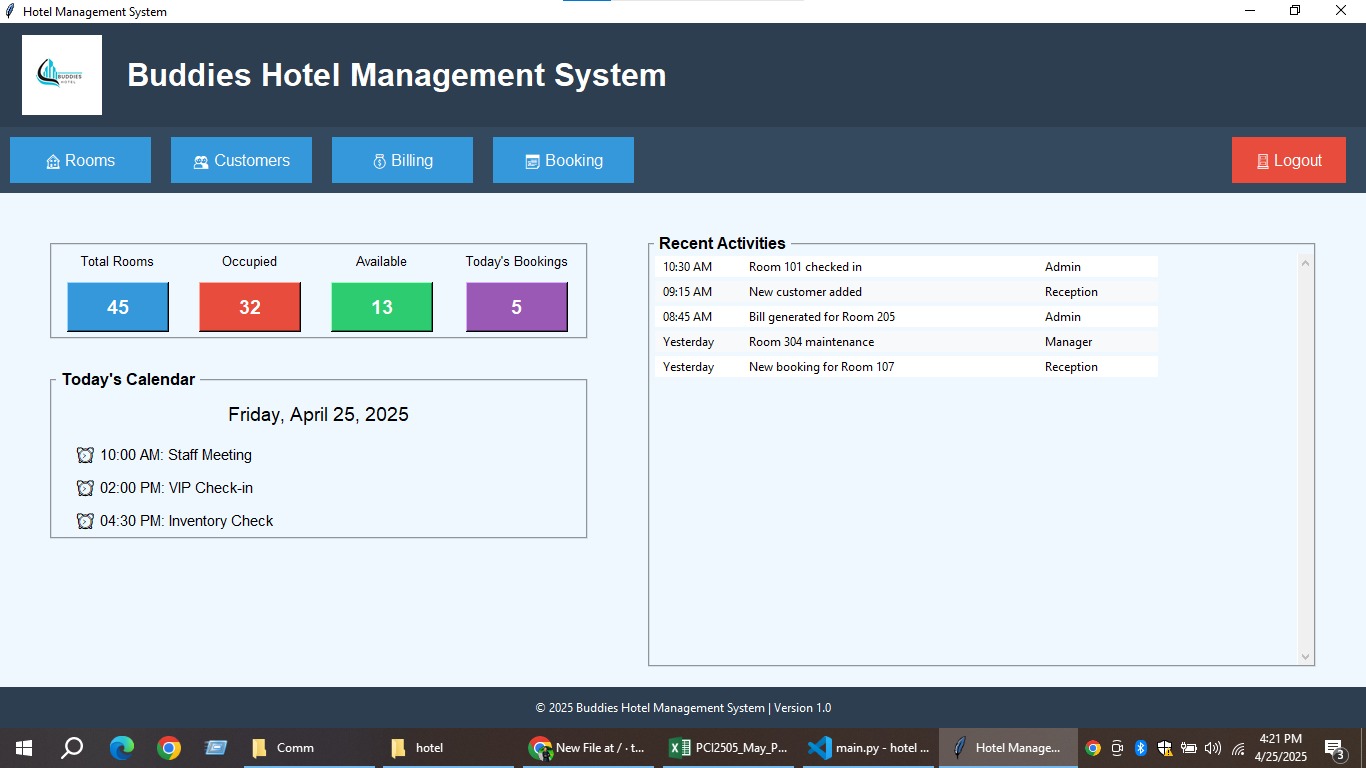 Hotel Management System
BUDDIES
HOTEL
Buddies Hotel Management System
Rooms
Customers
Billing
Booking
Logout
Total Rooms
Occupied
Available
Today's Bookings
45
32
13
5
Today's Calendar
Friday, April 25, 2025
10:00 AM: Staff Meeting
02:00 PM: VIP Check-in
04:30 PM: Inventory Check
Recent Activities
10:30 AM Room 101 checked in Admin
09:15 AM New customer added Reception
08:45 AM Bill generated for Room 205 Admin
Yesterday Room 304 maintenance Manager
Yesterday New booking for Room 107 Reception
© 2025 Buddies Hotel Management System | Version 1.0
Comm
hotel
New File at / · t...
PCI2505_May_P...
main.py - hotel ...
Hotel Manage...
4:21 PM
4/25/2025
3